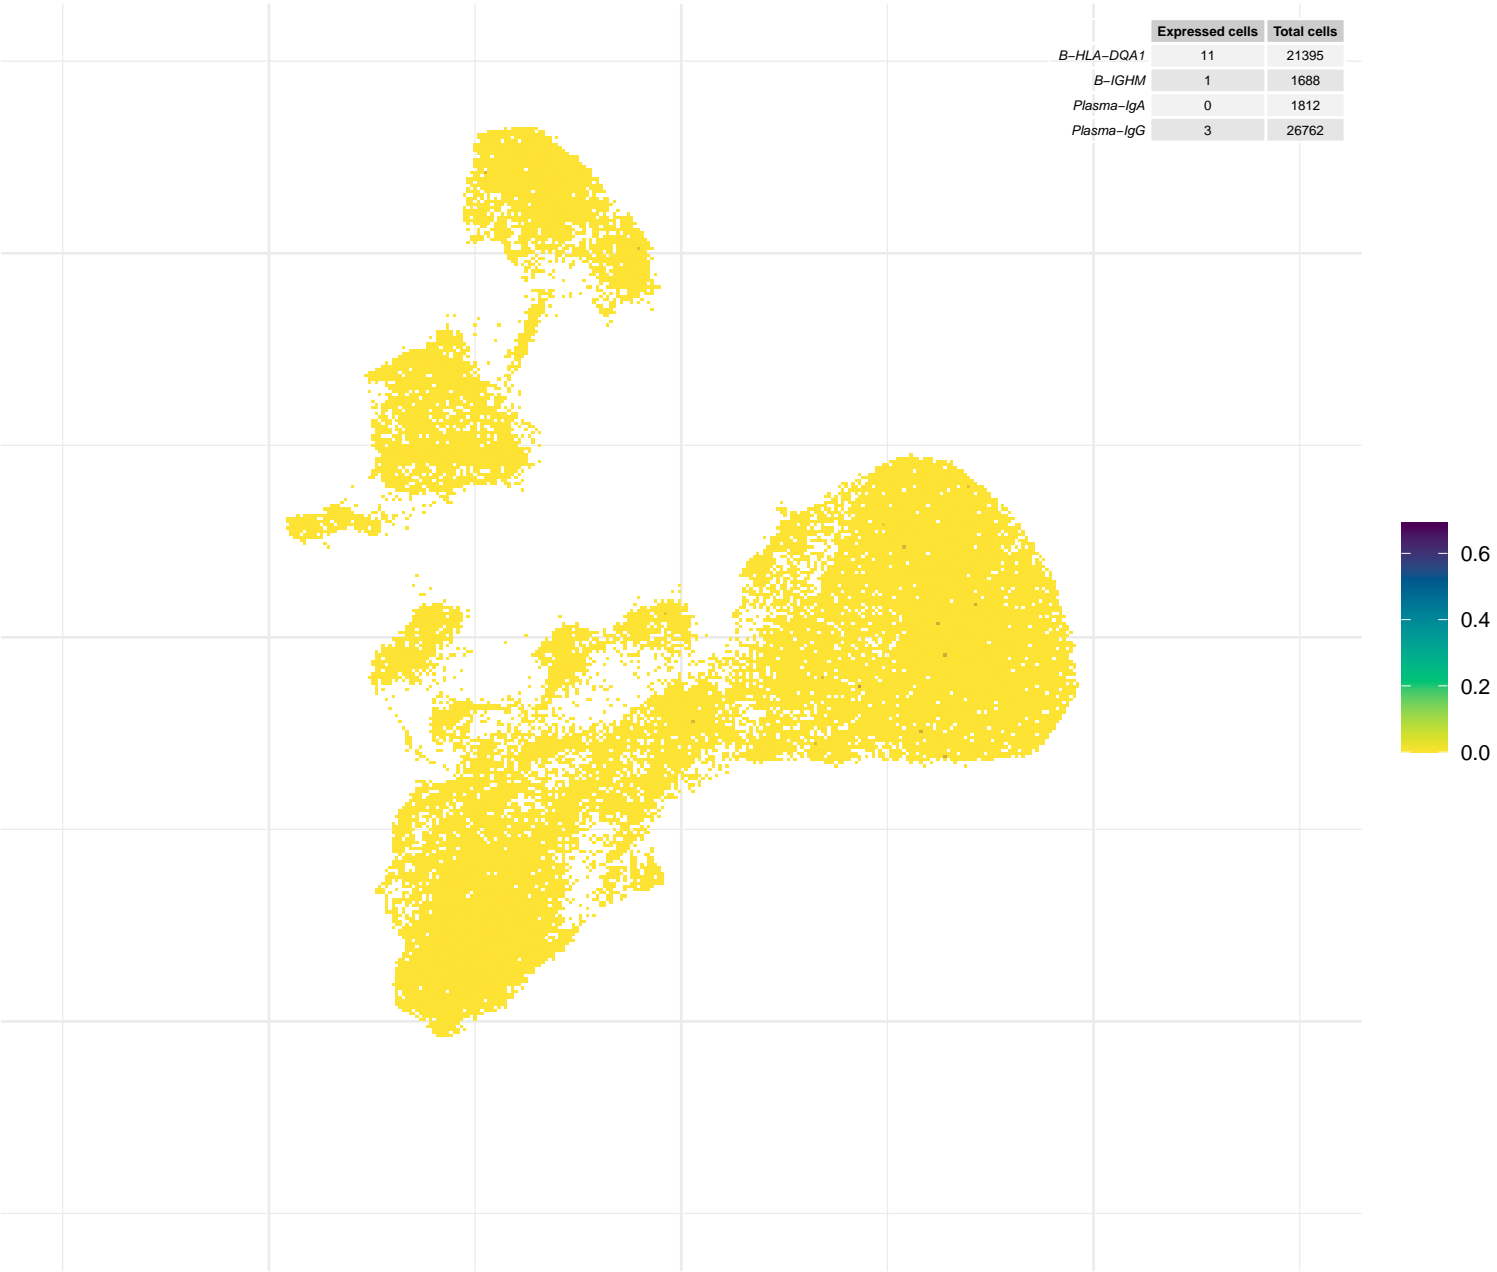 Expressed cells Total cells
B−HLA−DQA1 11 21395
B−IGHM 1 1688
Plasma−IgA 0 1812
Plasma−IgG 3 26762
0.6
0.4
0.2
0.0